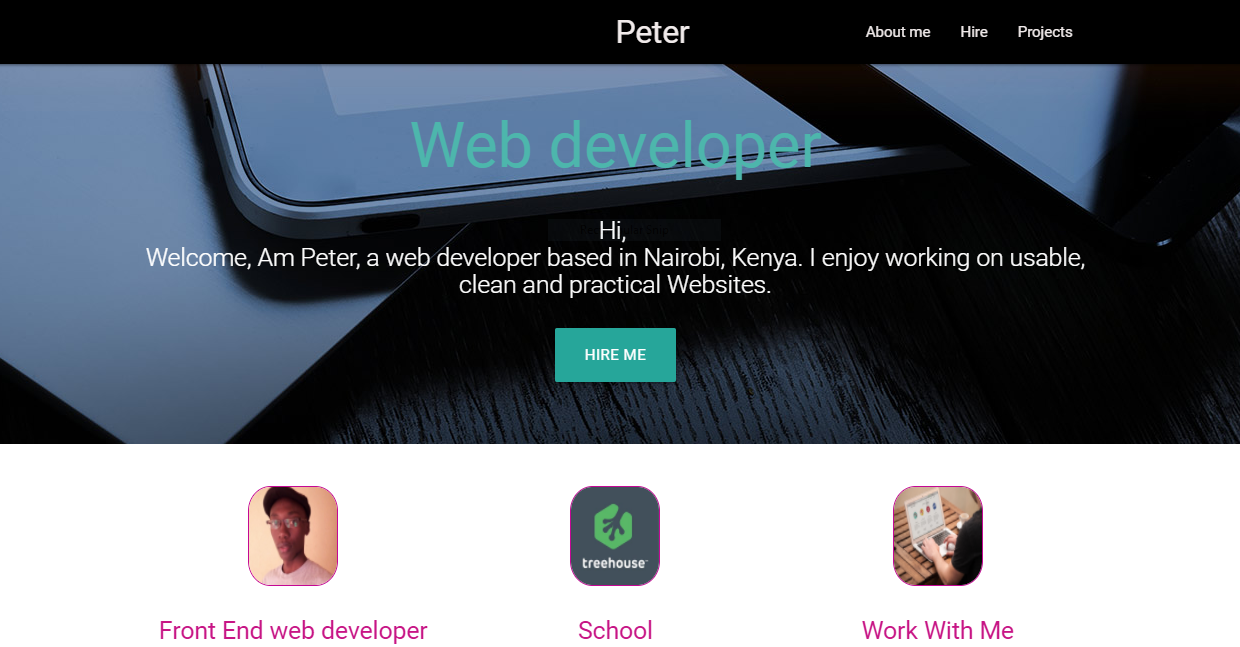 Peter
About me Hire Projects
Web developer
Hi,
Welcome, Am Peter, a web developer based in Nairobi, Kenya. I enjoy working on usable,
clean and practical Websites.
HIRE ME
treehouse
Front End web developer
School
Work With Me